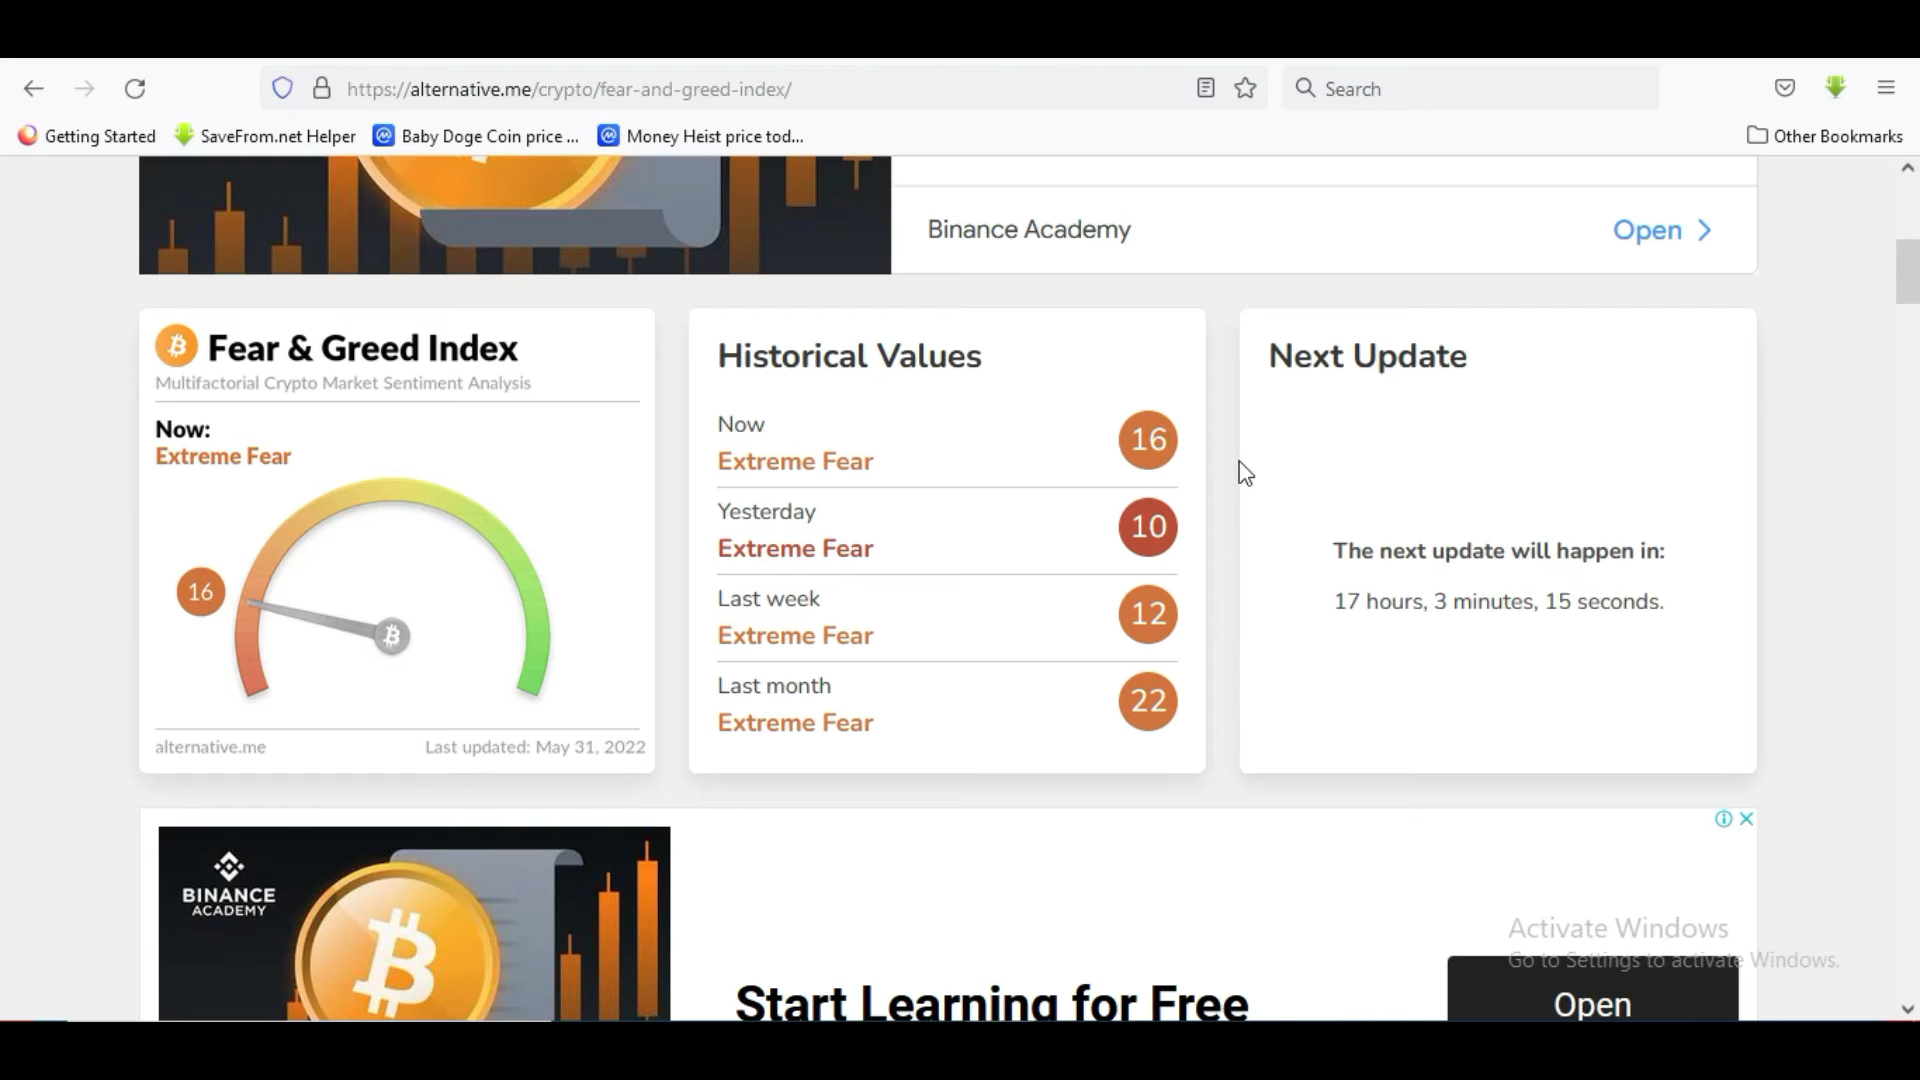 https://alternative.me/crypto/fear-and-greed-index/
Search
Getting Started
SaveFrom.net Helper
Baby Doge Coin price ...
Money Heist price tod...
Other Bookmarks
Binance Academy
Open
Fear & Greed Index
Multifactorial Crypto Market Sentiment Analysis
Now:
Extreme Fear
16
alternative.me
Last updated: May 31, 2022
Historical Values
Now
Extreme Fear
16
Yesterday
Extreme Fear
10
Last week
Extreme Fear
12
Last month
Extreme Fear
22
Next Update
The next update will happen in:
17 hours, 3 minutes, 15 seconds.
BINANCE
ACADEMY
Start Learning for Free
Open
Activate Windows
Go to Settings to activate Windows.